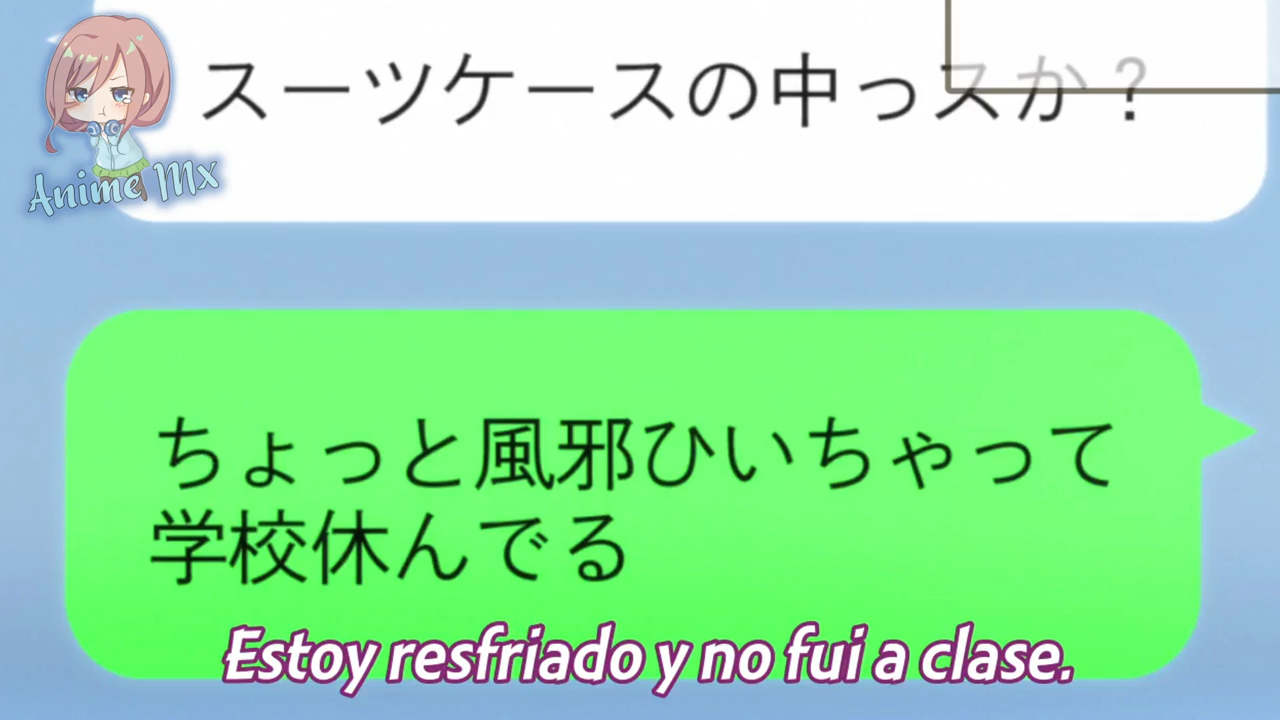 スーツケースの中っスか？
Anime Mx
ちょっと風邪ひいちゃって
学校休んでる
Estoy resfriado y no fui a clase.